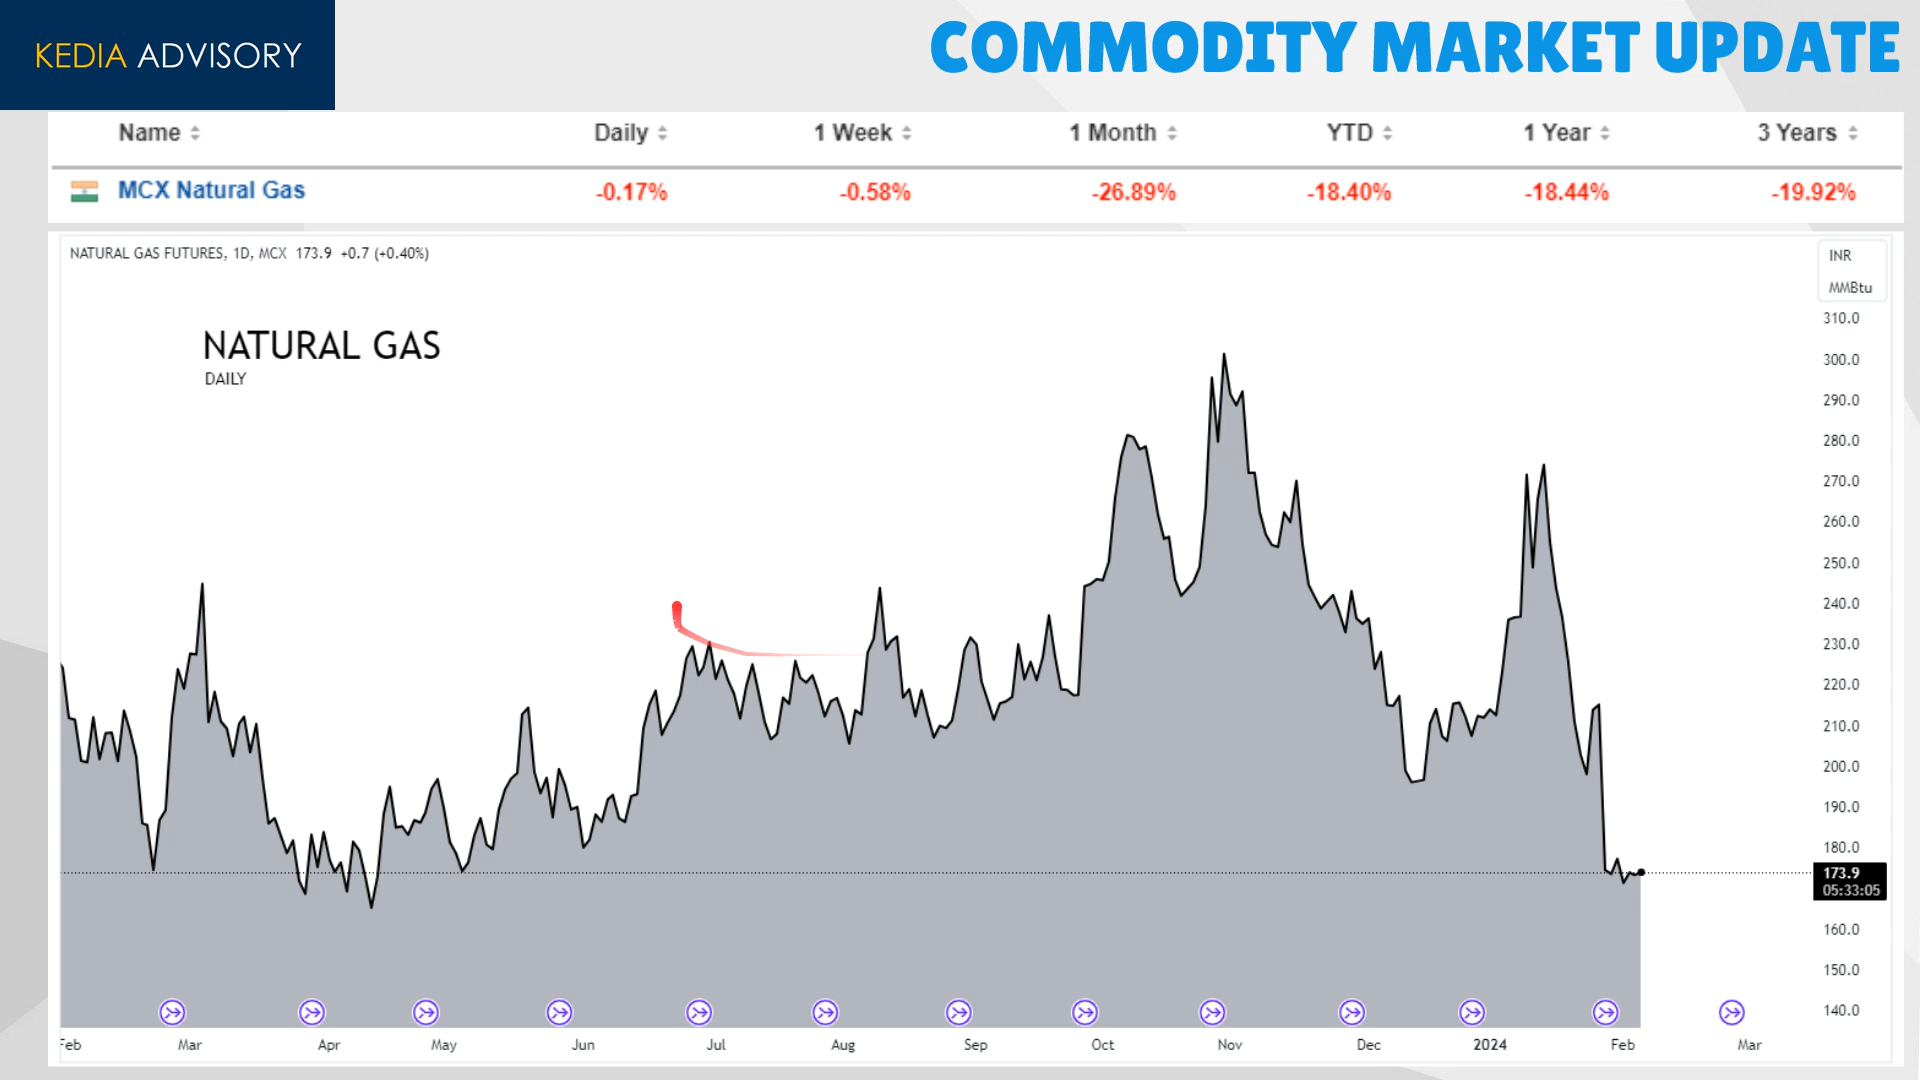 KEDIA ADVISORY
COMMODITY MARKET UPDATE
Name Daily 1 Week 1 Month YTD 1 Year 3 Years
MCX Natural Gas -0.17% -0.58% -26.89% -18.40% -18.44% -19.92%
NATURAL GAS FUTURES, 1D, MCX 173.9 +0.7 (+0.40%)
INR
MMBtu
NATURAL GAS
DAILY
310.0
300.0
290.0
280.0
270.0
260.0
250.0
240.0
230.0
220.0
210.0
200.0
190.0
180.0
173.9
05:33:05
160.0
150.0
140.0
Feb Mar Apr May Jun Jul Aug Sep Oct Nov Dec 2024 Feb Mar